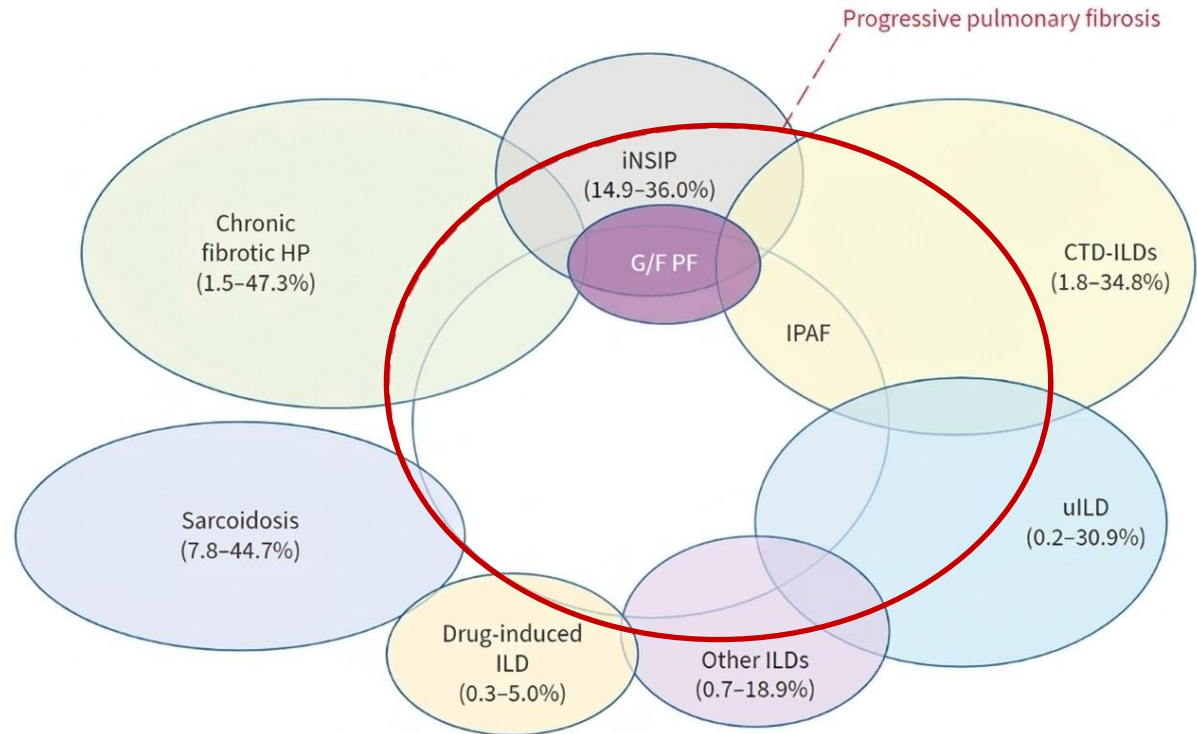 Progressive pulmonary fibrosis
iNSIP
(14.9–36.0%)
Chronic
fibrotic HP
(1.5–47.3%)
G/F PF
CTD-ILDs
(1.8–34.8%)
IPAF
Sarcoidosis
(7.8–44.7%)
uILD
(0.2–30.9%)
Drug-induced
ILD
(0.3–5.0%)
Other ILDs
(0.7–18.9%)